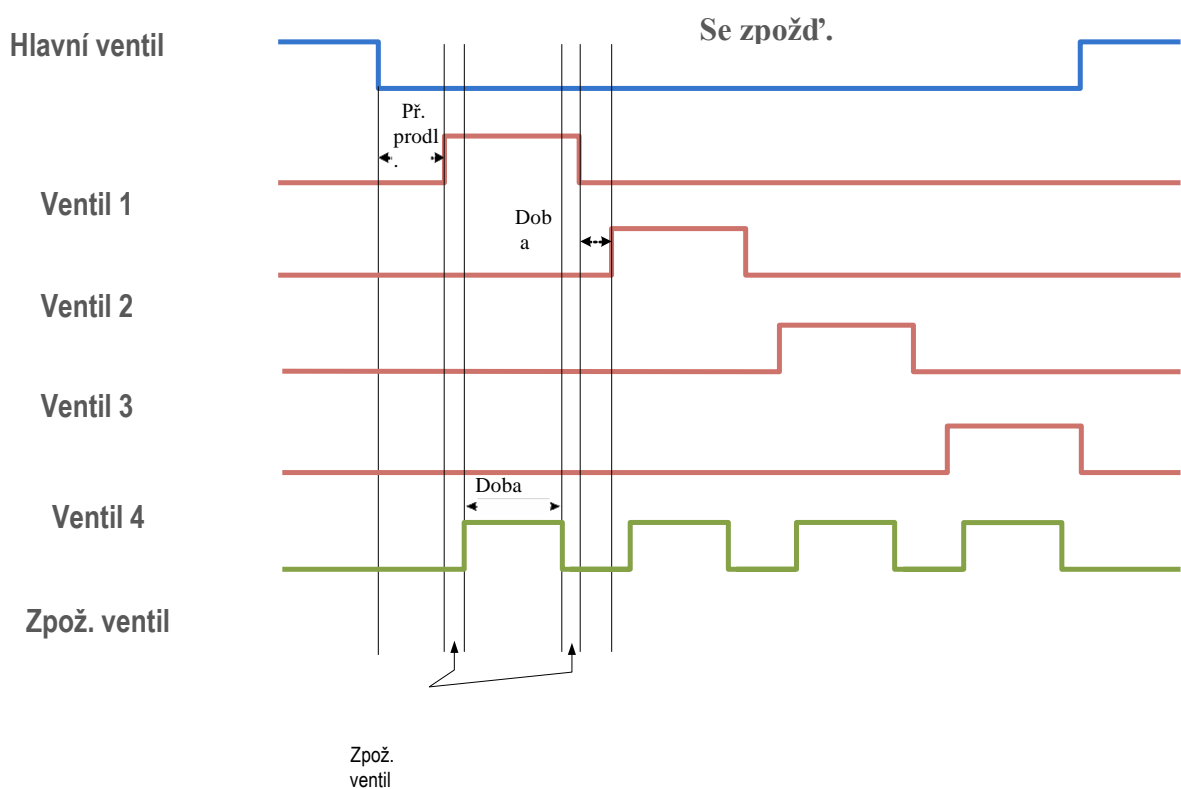 Se zpožď.
Hlavní ventil
Př.
prodl
.
Ventil 1
Dob
a
Ventil 2
Ventil 3
Doba
Ventil 4
Zpož. ventil
Zpož.
ventil